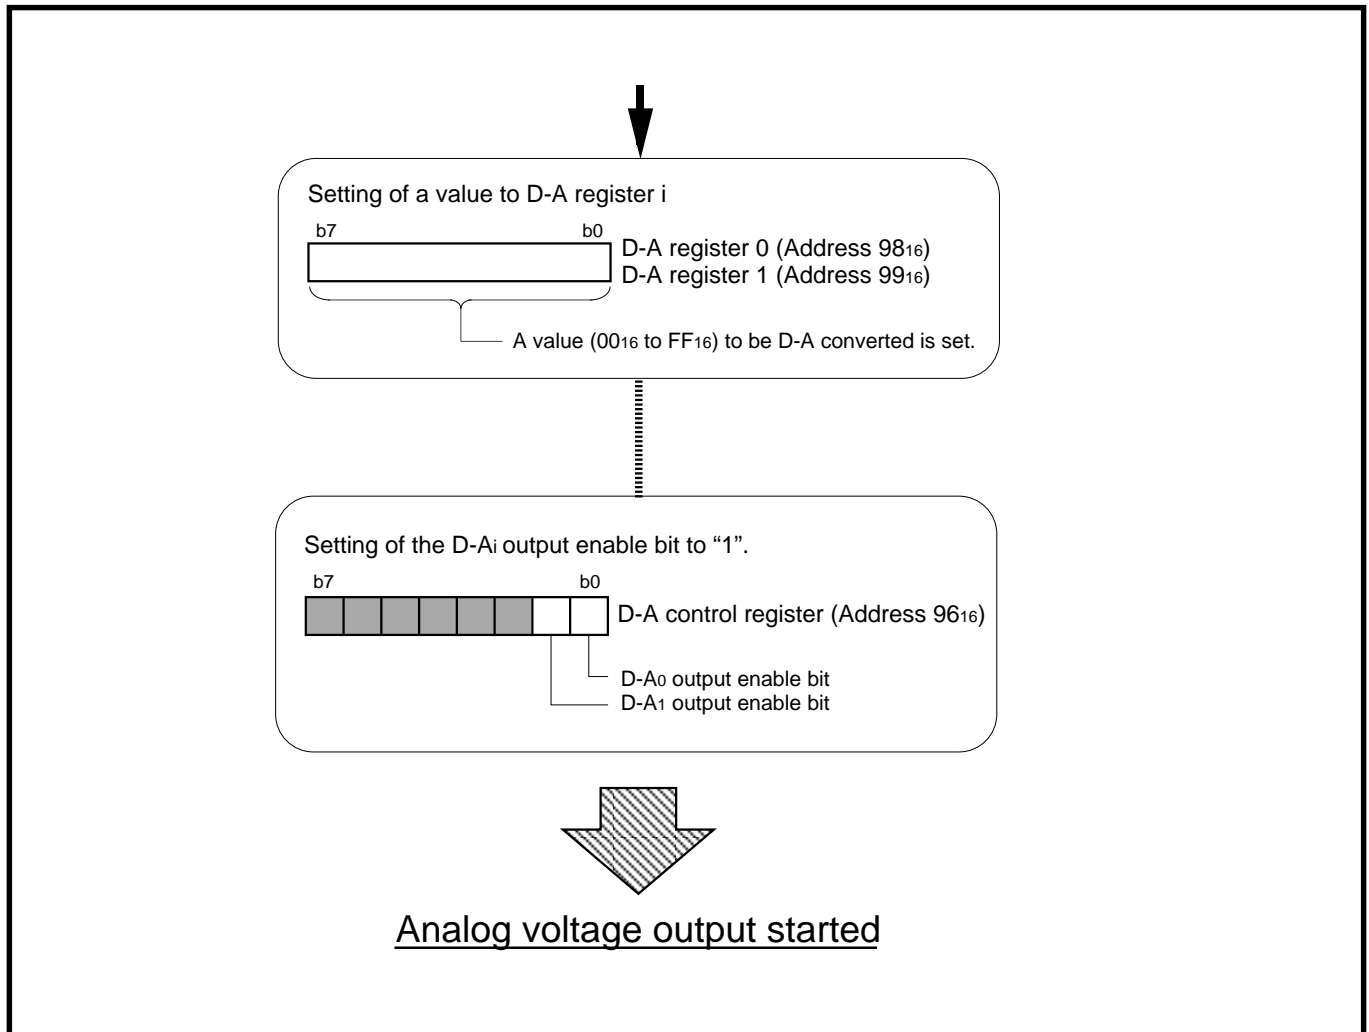 Setting of a value to D-A register i
b7 b0
D-A register 0 (Address 9816)
D-A register 1 (Address 9916)
A value (0016 to FF16) to be D-A converted is set.
Setting of the D-Ai output enable bit to “1”.
b7 b0
D-A control register (Address 9616)
D-A0 output enable bit
D-A1 output enable bit
Analog voltage output started